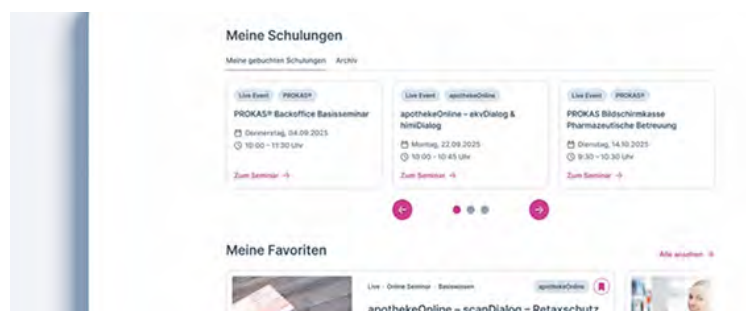 Meine Schulungen
Meine gebuchten Schulungen Archiv
Live Event PROKAS®
PROKAS® Backoffice Basisseminar
Donnerstag, 04.09.2025
10:00 - 11:30 Uhr
Zum Seminar →
Live Event apothekeOnline
apothekeOnline – ekvDialog &
himiDialog
Montag, 22.09.2025
10:00 - 10:45 Uhr
Zum Seminar →
Live Event PROKAS®
PROKAS Bildschirmkasse
Pharmazeutische Betreuung
Dienstag, 14.10.2025
9:30 - 10:30 Uhr
Zum Seminar →
Meine Favoriten
Alle ansehen →
Live · Online Seminar · Basiswissen apothekeOnline
apothekeOnline – scanDialog – Retaxschutz